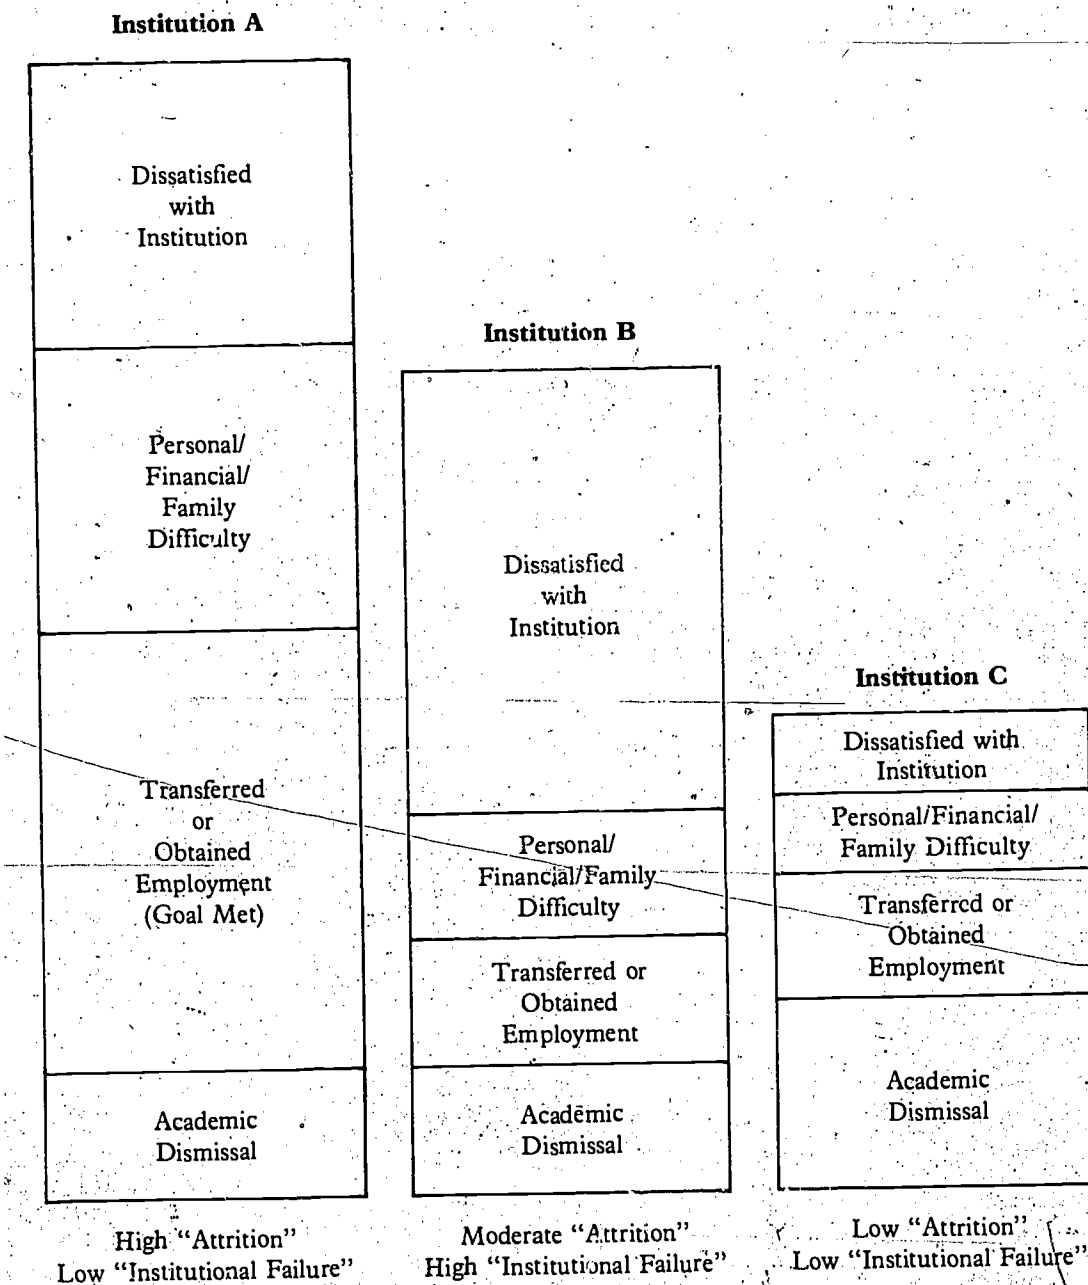 Institution A
Dissatisfied
with
Institution
Personal/
Financial/
Family
Difficulty
Transferred
or
Obtained
Employment
(Goal Met)
Academic
Dismissal
High "Attrition"
Low "Institutional Failure"
Institution B
Dissatisfied
with
Institution
Personal/
Financial/Family
Difficulty
Transferred or
Obtained
Employment
Academic
Dismissal
Moderate "Attrition"
High "Institutional Failure"
Institution C
Dissatisfied with
Institution
Personal/Financial/
Family Difficulty
Transferred or
Obtained
Employment
Academic
Dismissal
Low "Attrition"
Low "Institutional Failure"